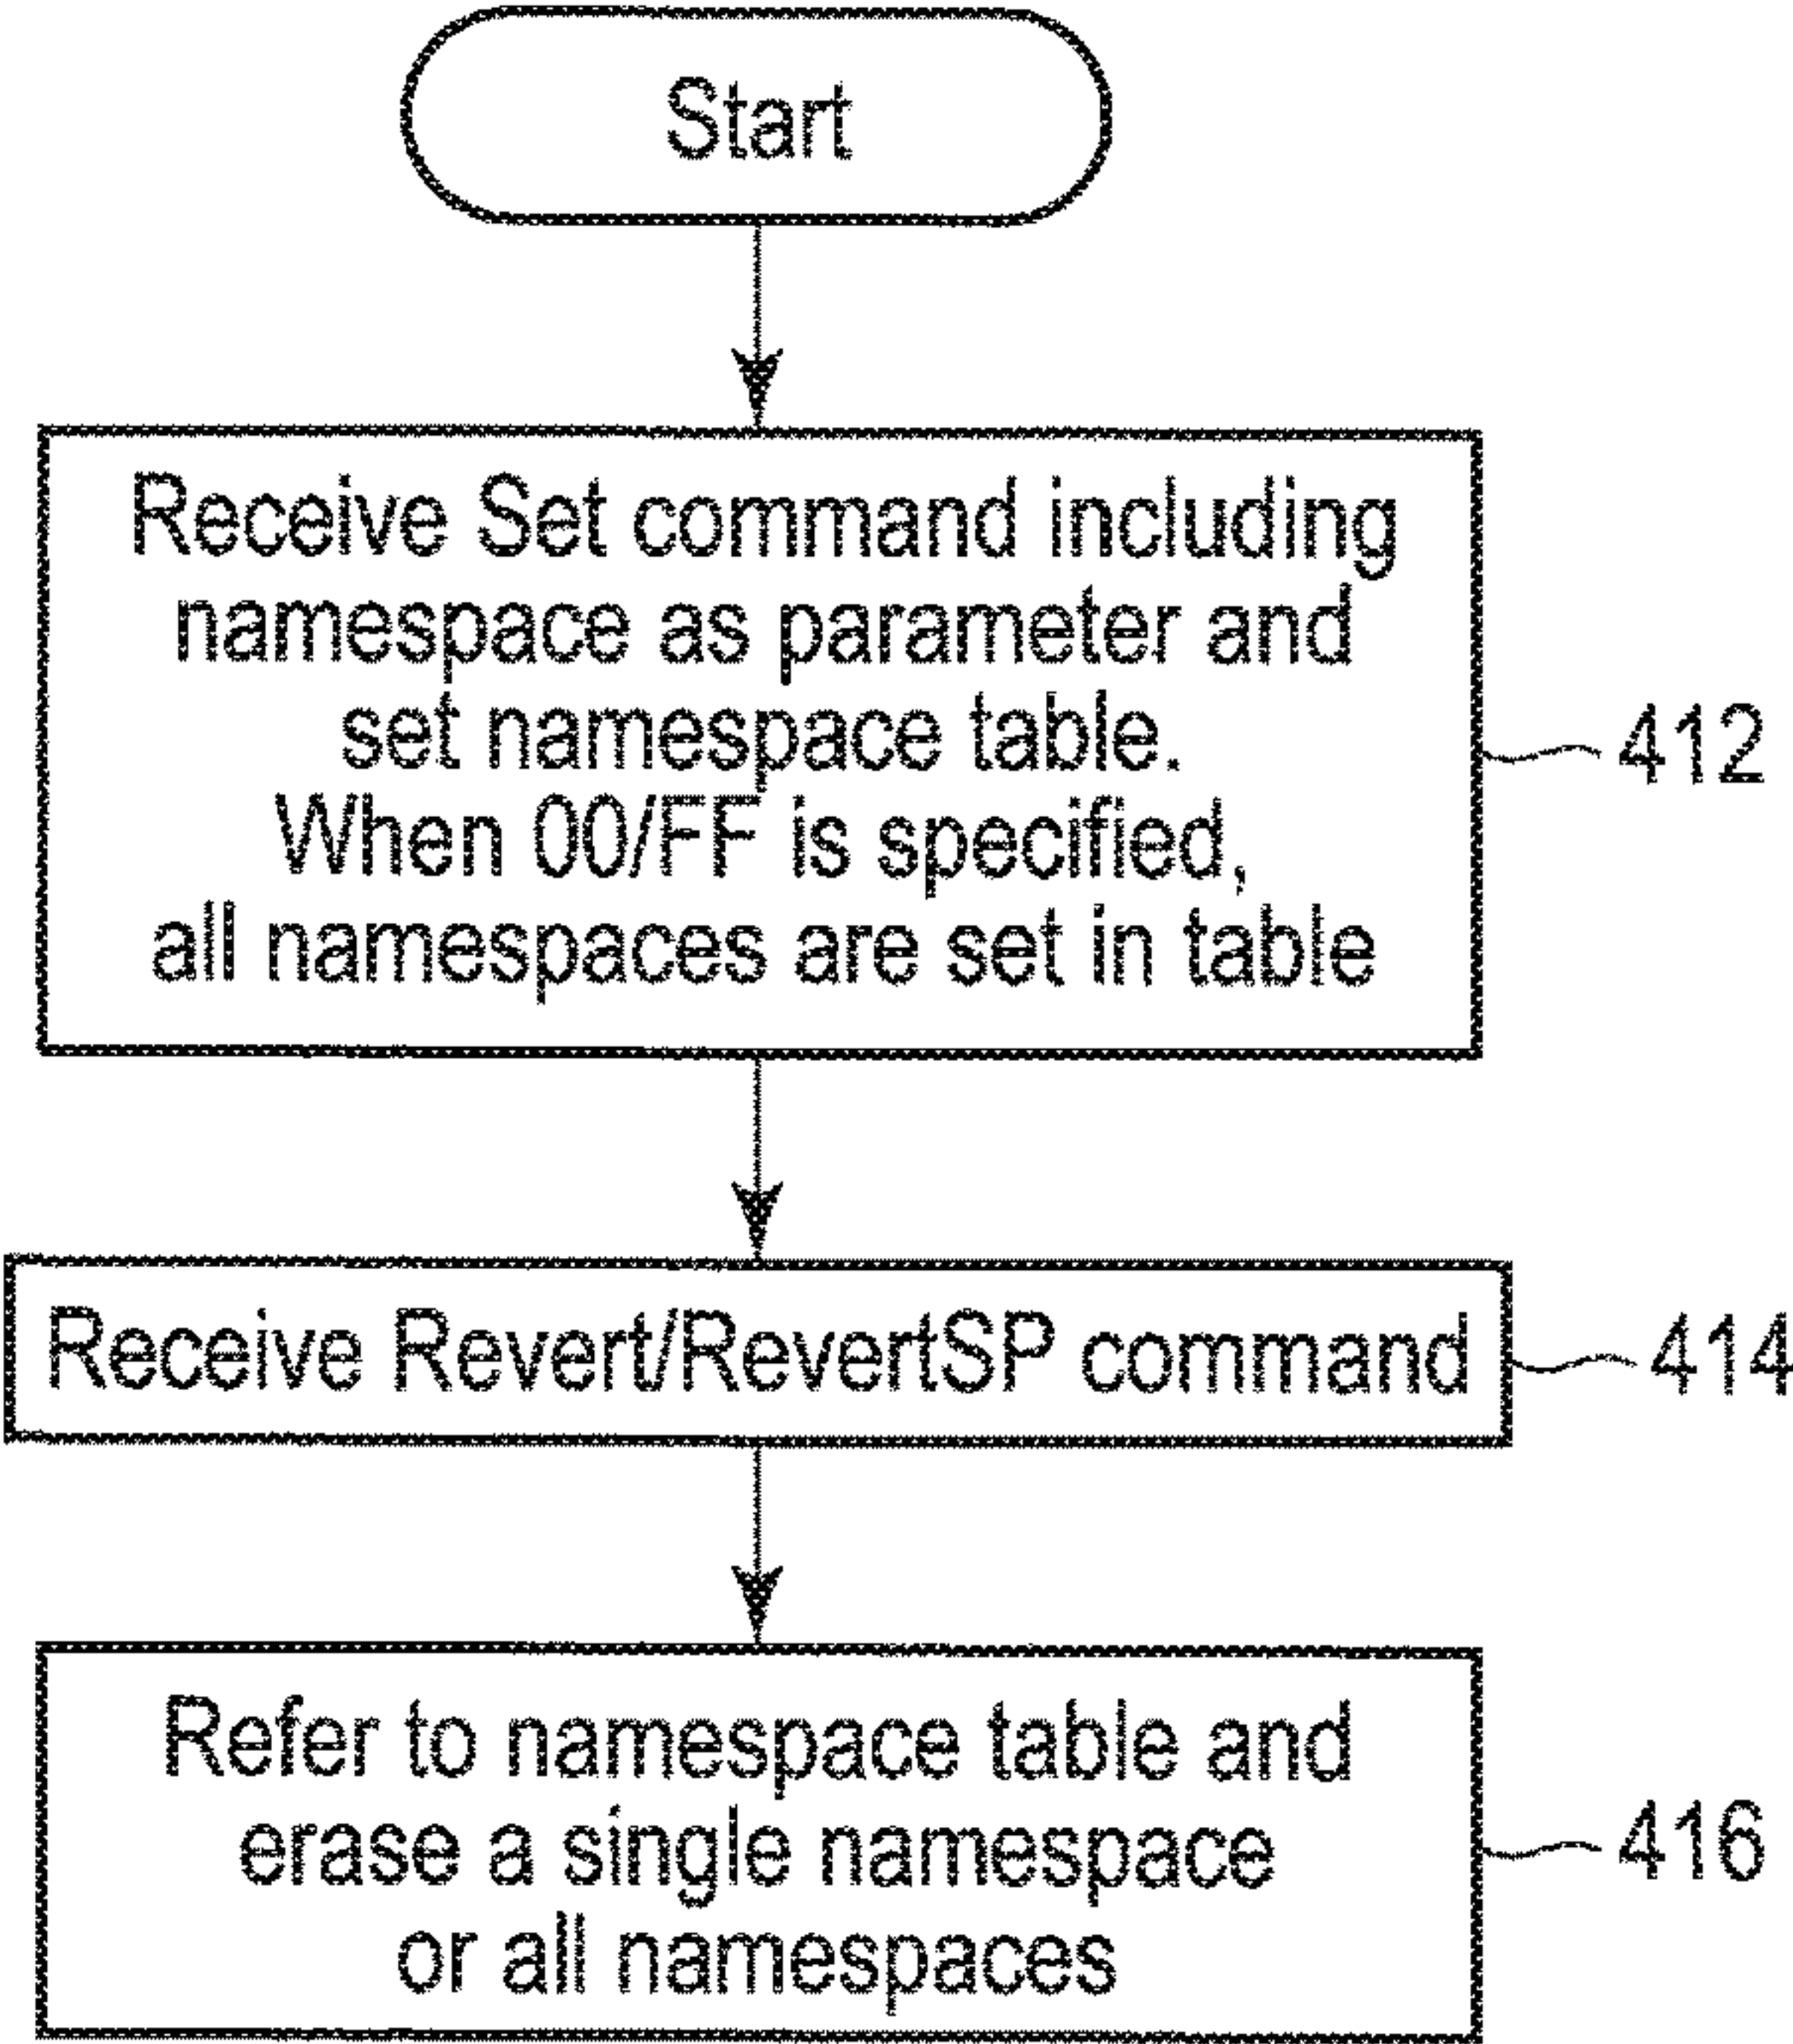 Start
Receive Set command including
namespace as parameter and
set namespace table.
When 00/FF is specified,
all namespaces are set in table
412
Receive Revert/RevertSP command
414
Refer to namespace table and
erase a single namespace
or all namespaces
416